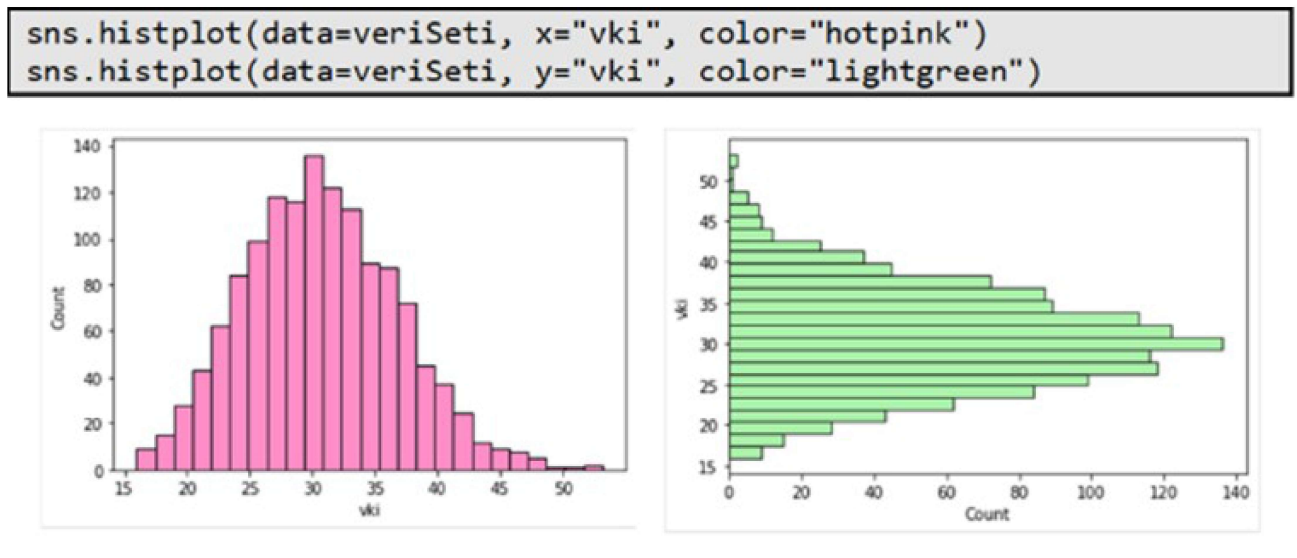 sns.histplot(data=veriSeti, x="vki", color="hotpink")
sns.histplot(data=veriSeti, y="vki", color="lightgreen")
140
120
100
80
60
40
20
0
Count
15 20 25 30 35 40 45 50
vki
50
45
40
35
30
25
20
15
vki
0 20 40 60 80 100 120 140
Count